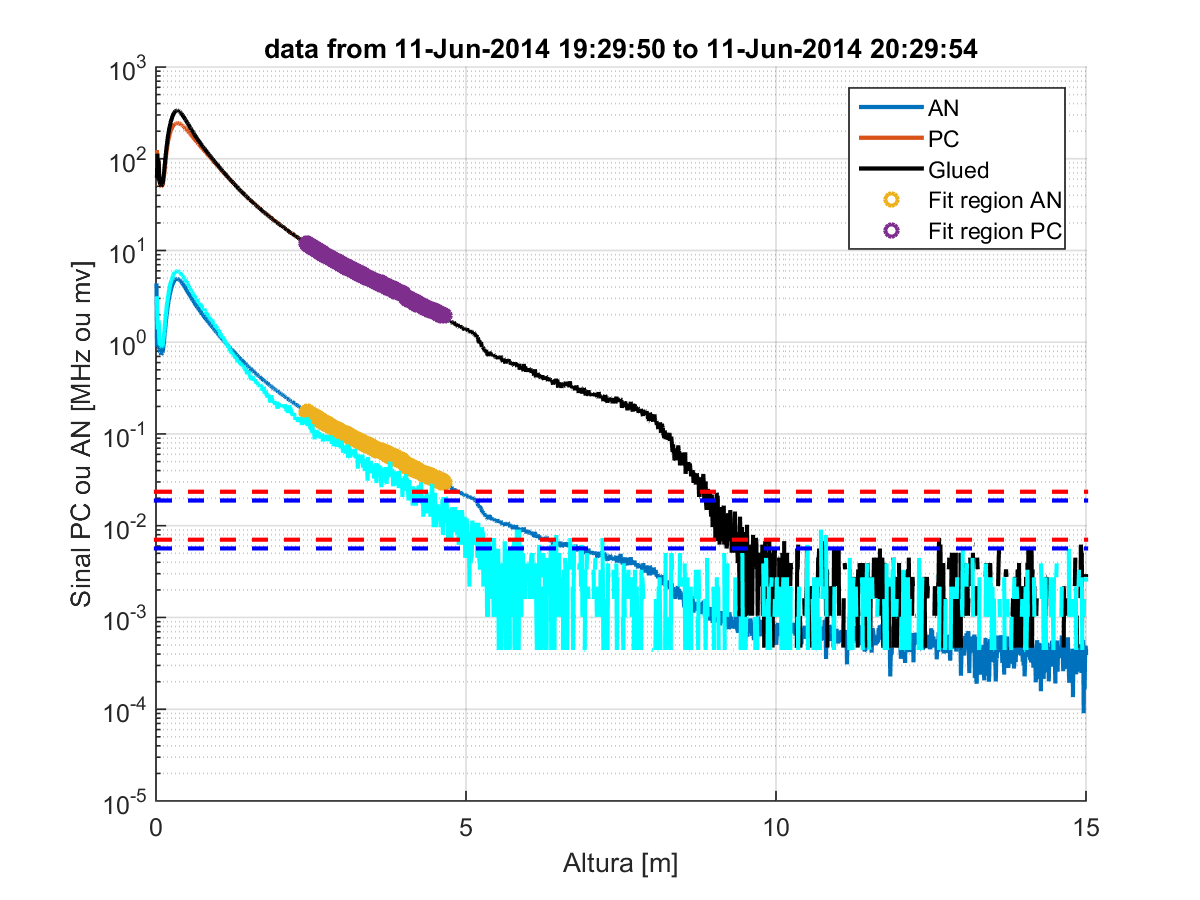 data from 11-Jun-2014 19:29:50 to 11-Jun-2014 20:29:54
10^3
10^2
10^1
10^0
10^-1
10^-2
10^-3
10^-4
10^-5
Sinal PC ou AN [MHz ou mv]
AN
PC
Glued
Fit region AN
Fit region PC
0 5 10 15
Altura [m]